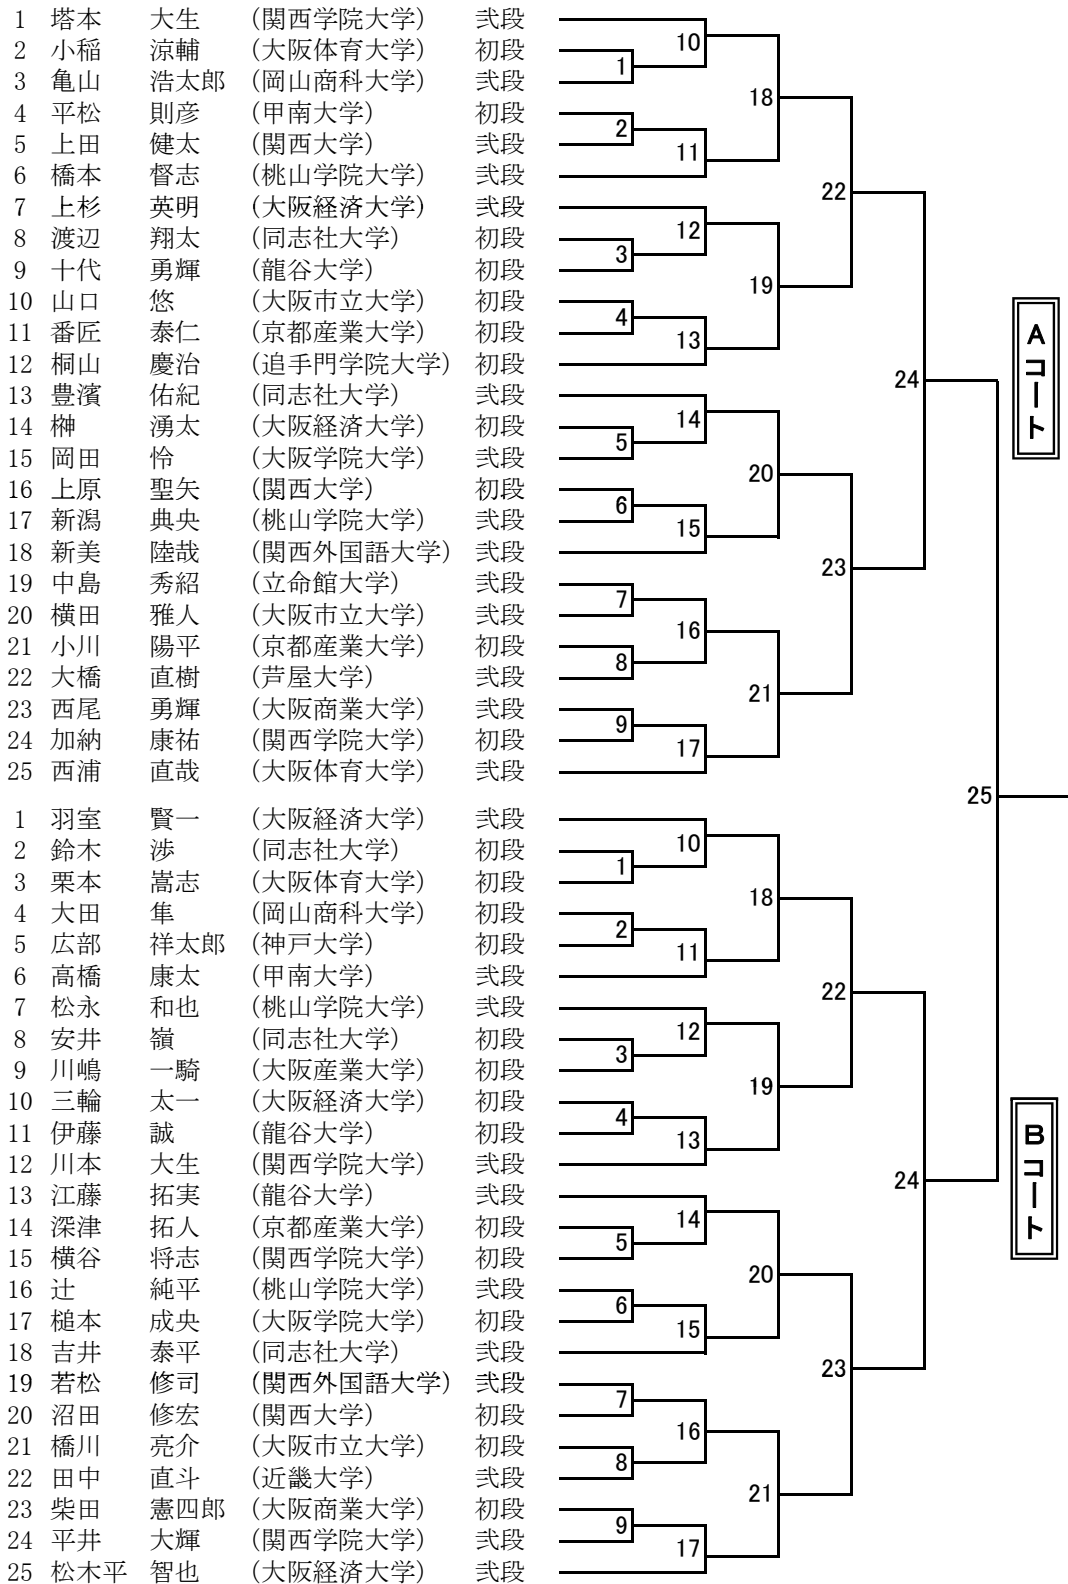 1 塔本 大生 (関西学院大学) 弐段
2 小稲 涼輔 (大阪体育大学) 初段
3 亀山 浩太郎 (岡山商科大学) 弐段
4 平松 則彦 (甲南大学) 初段
5 上田 健太 (関西大学) 弐段
6 橋本 督志 (桃山学院大学) 弐段
7 上杉 英明 (大阪経済大学) 弐段
8 渡辺 翔太 (同志社大学) 初段
9 十代 勇輝 (龍谷大学) 初段
10 山口 悠 (大阪市立大学) 初段
11 番匠 泰仁 (京都産業大学) 初段
12 桐山 慶治 (追手門学院大学) 初段
13 豊濱 佑紀 (同志社大学) 弐段
14 榊 湧太 (大阪経済大学) 初段
15 岡田 怜 (大阪学院大学) 弐段
16 上原 聖矢 (関西大学) 初段
17 新潟 典央 (桃山学院大学) 弐段
18 新美 陸哉 (関西外国語大学) 弐段
19 中島 秀紹 (立命館大学) 弐段
20 横田 雅人 (大阪市立大学) 弐段
21 小川 陽平 (京都産業大学) 初段
22 大橋 直樹 (芦屋大学) 弐段
23 西尾 勇輝 (大阪商業大学) 弐段
24 加納 康祐 (関西学院大学) 初段
25 西浦 直哉 (大阪体育大学) 弐段
10
1
18
2
11
22
12
3
19
4
13
24
14
5
20
6
15
23
7
16
8
21
9
17
Aコート
25
1 羽室 賢一 (大阪経済大学) 弐段
2 鈴木 渉 (同志社大学) 初段
3 栗本 嵩志 (大阪体育大学) 初段
4 大田 隼 (岡山商科大学) 初段
5 広部 祥太郎 (神戸大学) 初段
6 高橋 康太 (甲南大学) 弐段
7 松永 和也 (桃山学院大学) 弐段
8 安井 嶺 (同志社大学) 初段
9 川嶋 一騎 (大阪産業大学) 初段
10 三輪 太一 (大阪経済大学) 初段
11 伊藤 誠 (龍谷大学) 初段
12 川本 大生 (関西学院大学) 弐段
13 江藤 拓実 (龍谷大学) 弐段
14 深津 拓人 (京都産業大学) 初段
15 横谷 将志 (関西学院大学) 初段
16 辻 純平 (桃山学院大学) 弐段
17 槌本 成央 (大阪学院大学) 初段
18 吉井 泰平 (同志社大学) 弐段
19 若松 修司 (関西外国語大学) 弐段
20 沼田 修宏 (関西大学) 初段
21 橋川 亮介 (大阪市立大学) 初段
22 田中 直斗 (近畿大学) 弐段
23 柴田 憲四郎 (大阪商業大学) 初段
24 平井 大輝 (関西学院大学) 弐段
25 松木平 智也 (大阪経済大学) 弐段
10
1
18
2
11
22
12
3
19
4
13
24
14
5
20
6
15
23
7
16
8
21
9
17
Bコート